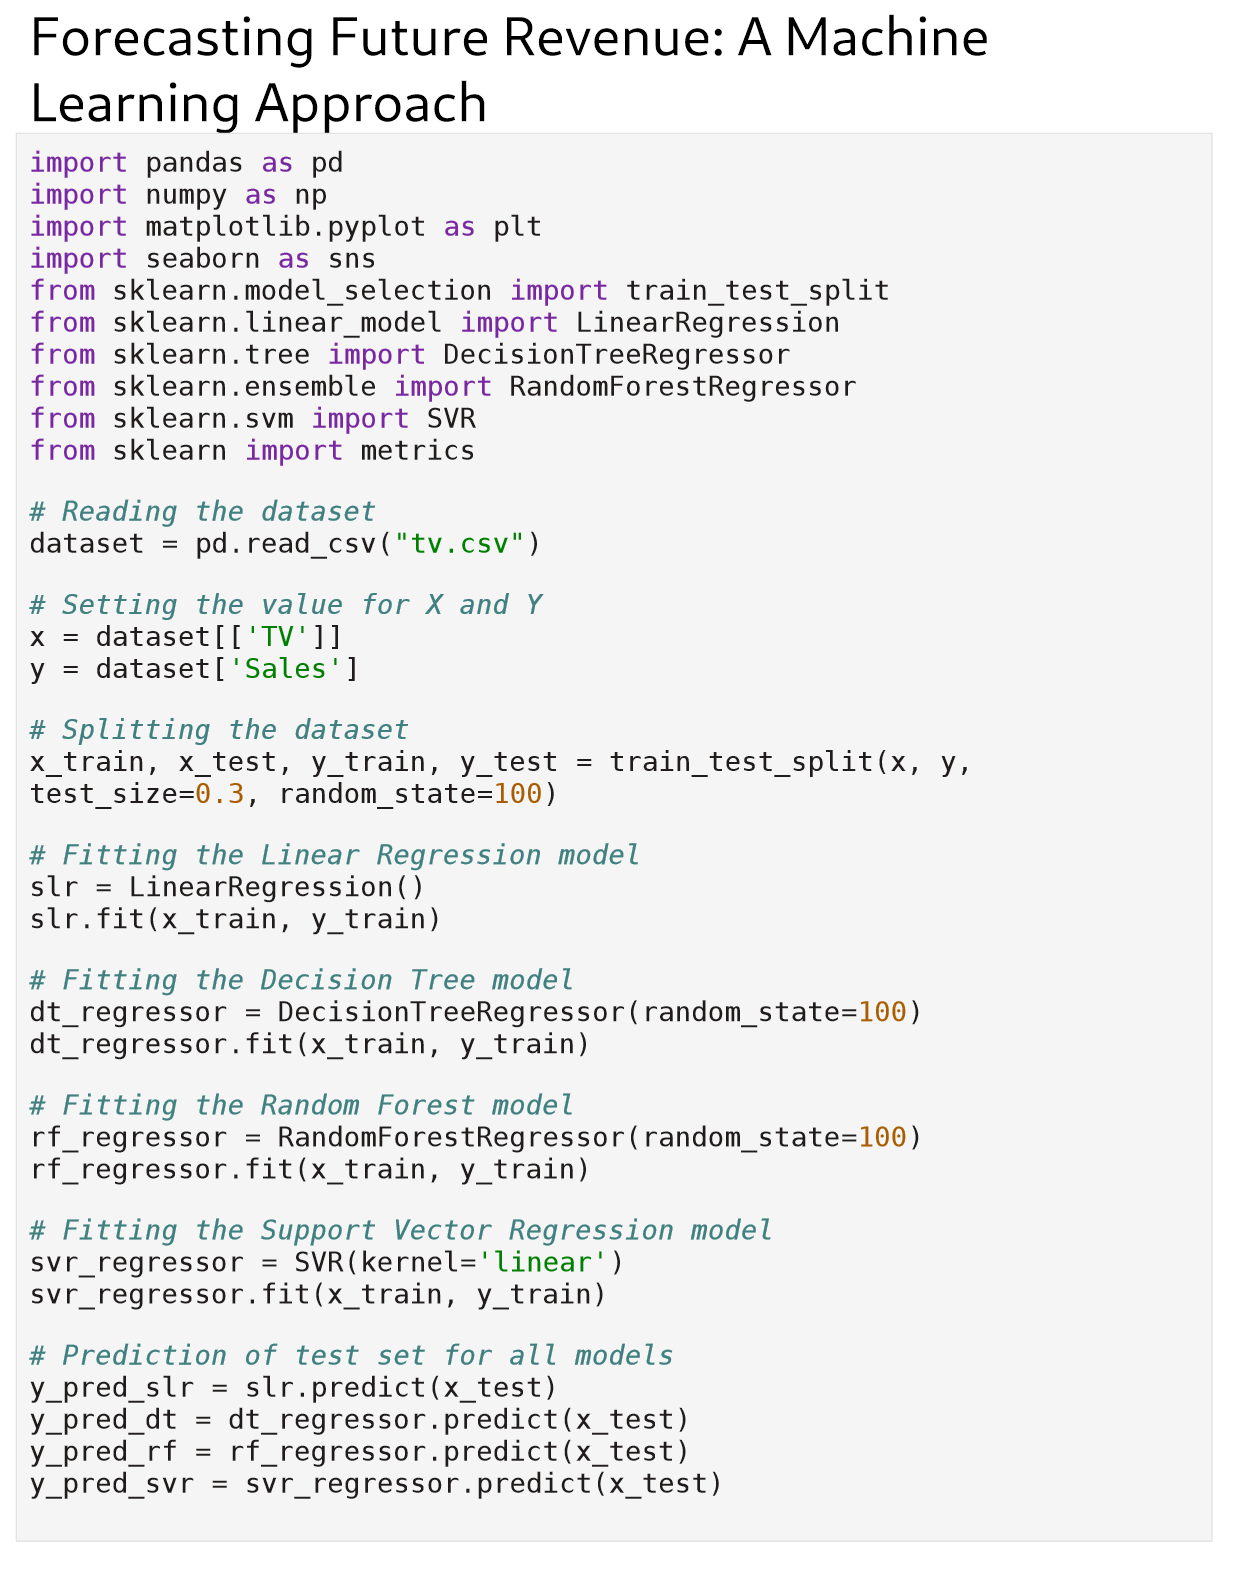 Forecasting Future Revenue: A Machine
Learning Approach
import pandas as pd
import numpy as np
import matplotlib.pyplot as plt
import seaborn as sns
from sklearn.model_selection import train_test_split
from sklearn.linear_model import LinearRegression
from sklearn.tree import DecisionTreeRegressor
from sklearn.ensemble import RandomForestRegressor
from sklearn.svm import SVR
from sklearn import metrics

# Reading the dataset
dataset = pd.read_csv("tv.csv")

# Setting the value for X and Y
x = dataset[['TV']]
y = dataset['Sales']

# Splitting the dataset
x_train, x_test, y_train, y_test = train_test_split(x, y,
test_size=0.3, random_state=100)

# Fitting the Linear Regression model
slr = LinearRegression()
slr.fit(x_train, y_train)

# Fitting the Decision Tree model
dt_regressor = DecisionTreeRegressor(random_state=100)
dt_regressor.fit(x_train, y_train)

# Fitting the Random Forest model
rf_regressor = RandomForestRegressor(random_state=100)
rf_regressor.fit(x_train, y_train)

# Fitting the Support Vector Regression model
svr_regressor = SVR(kernel='linear')
svr_regressor.fit(x_train, y_train)

# Prediction of test set for all models
y_pred_slr = slr.predict(x_test)
y_pred_dt = dt_regressor.predict(x_test)
y_pred_rf = rf_regressor.predict(x_test)
y_pred_svr = svr_regressor.predict(x_test)